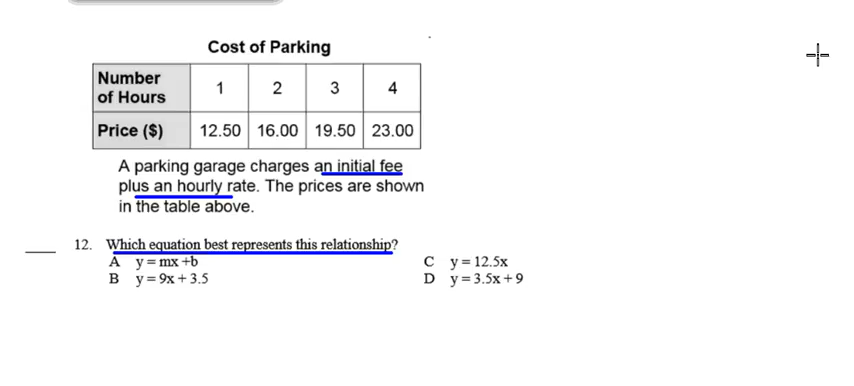 Cost of Parking
Number of Hours 1 2 3 4
Price ($) 12.50 16.00 19.50 23.00
A parking garage charges an initial fee
plus an hourly rate. The prices are shown
in the table above.
12. Which equation best represents this relationship?
A y = mx +b C y = 12.5x
B y = 9x + 3.5 D y = 3.5x + 9